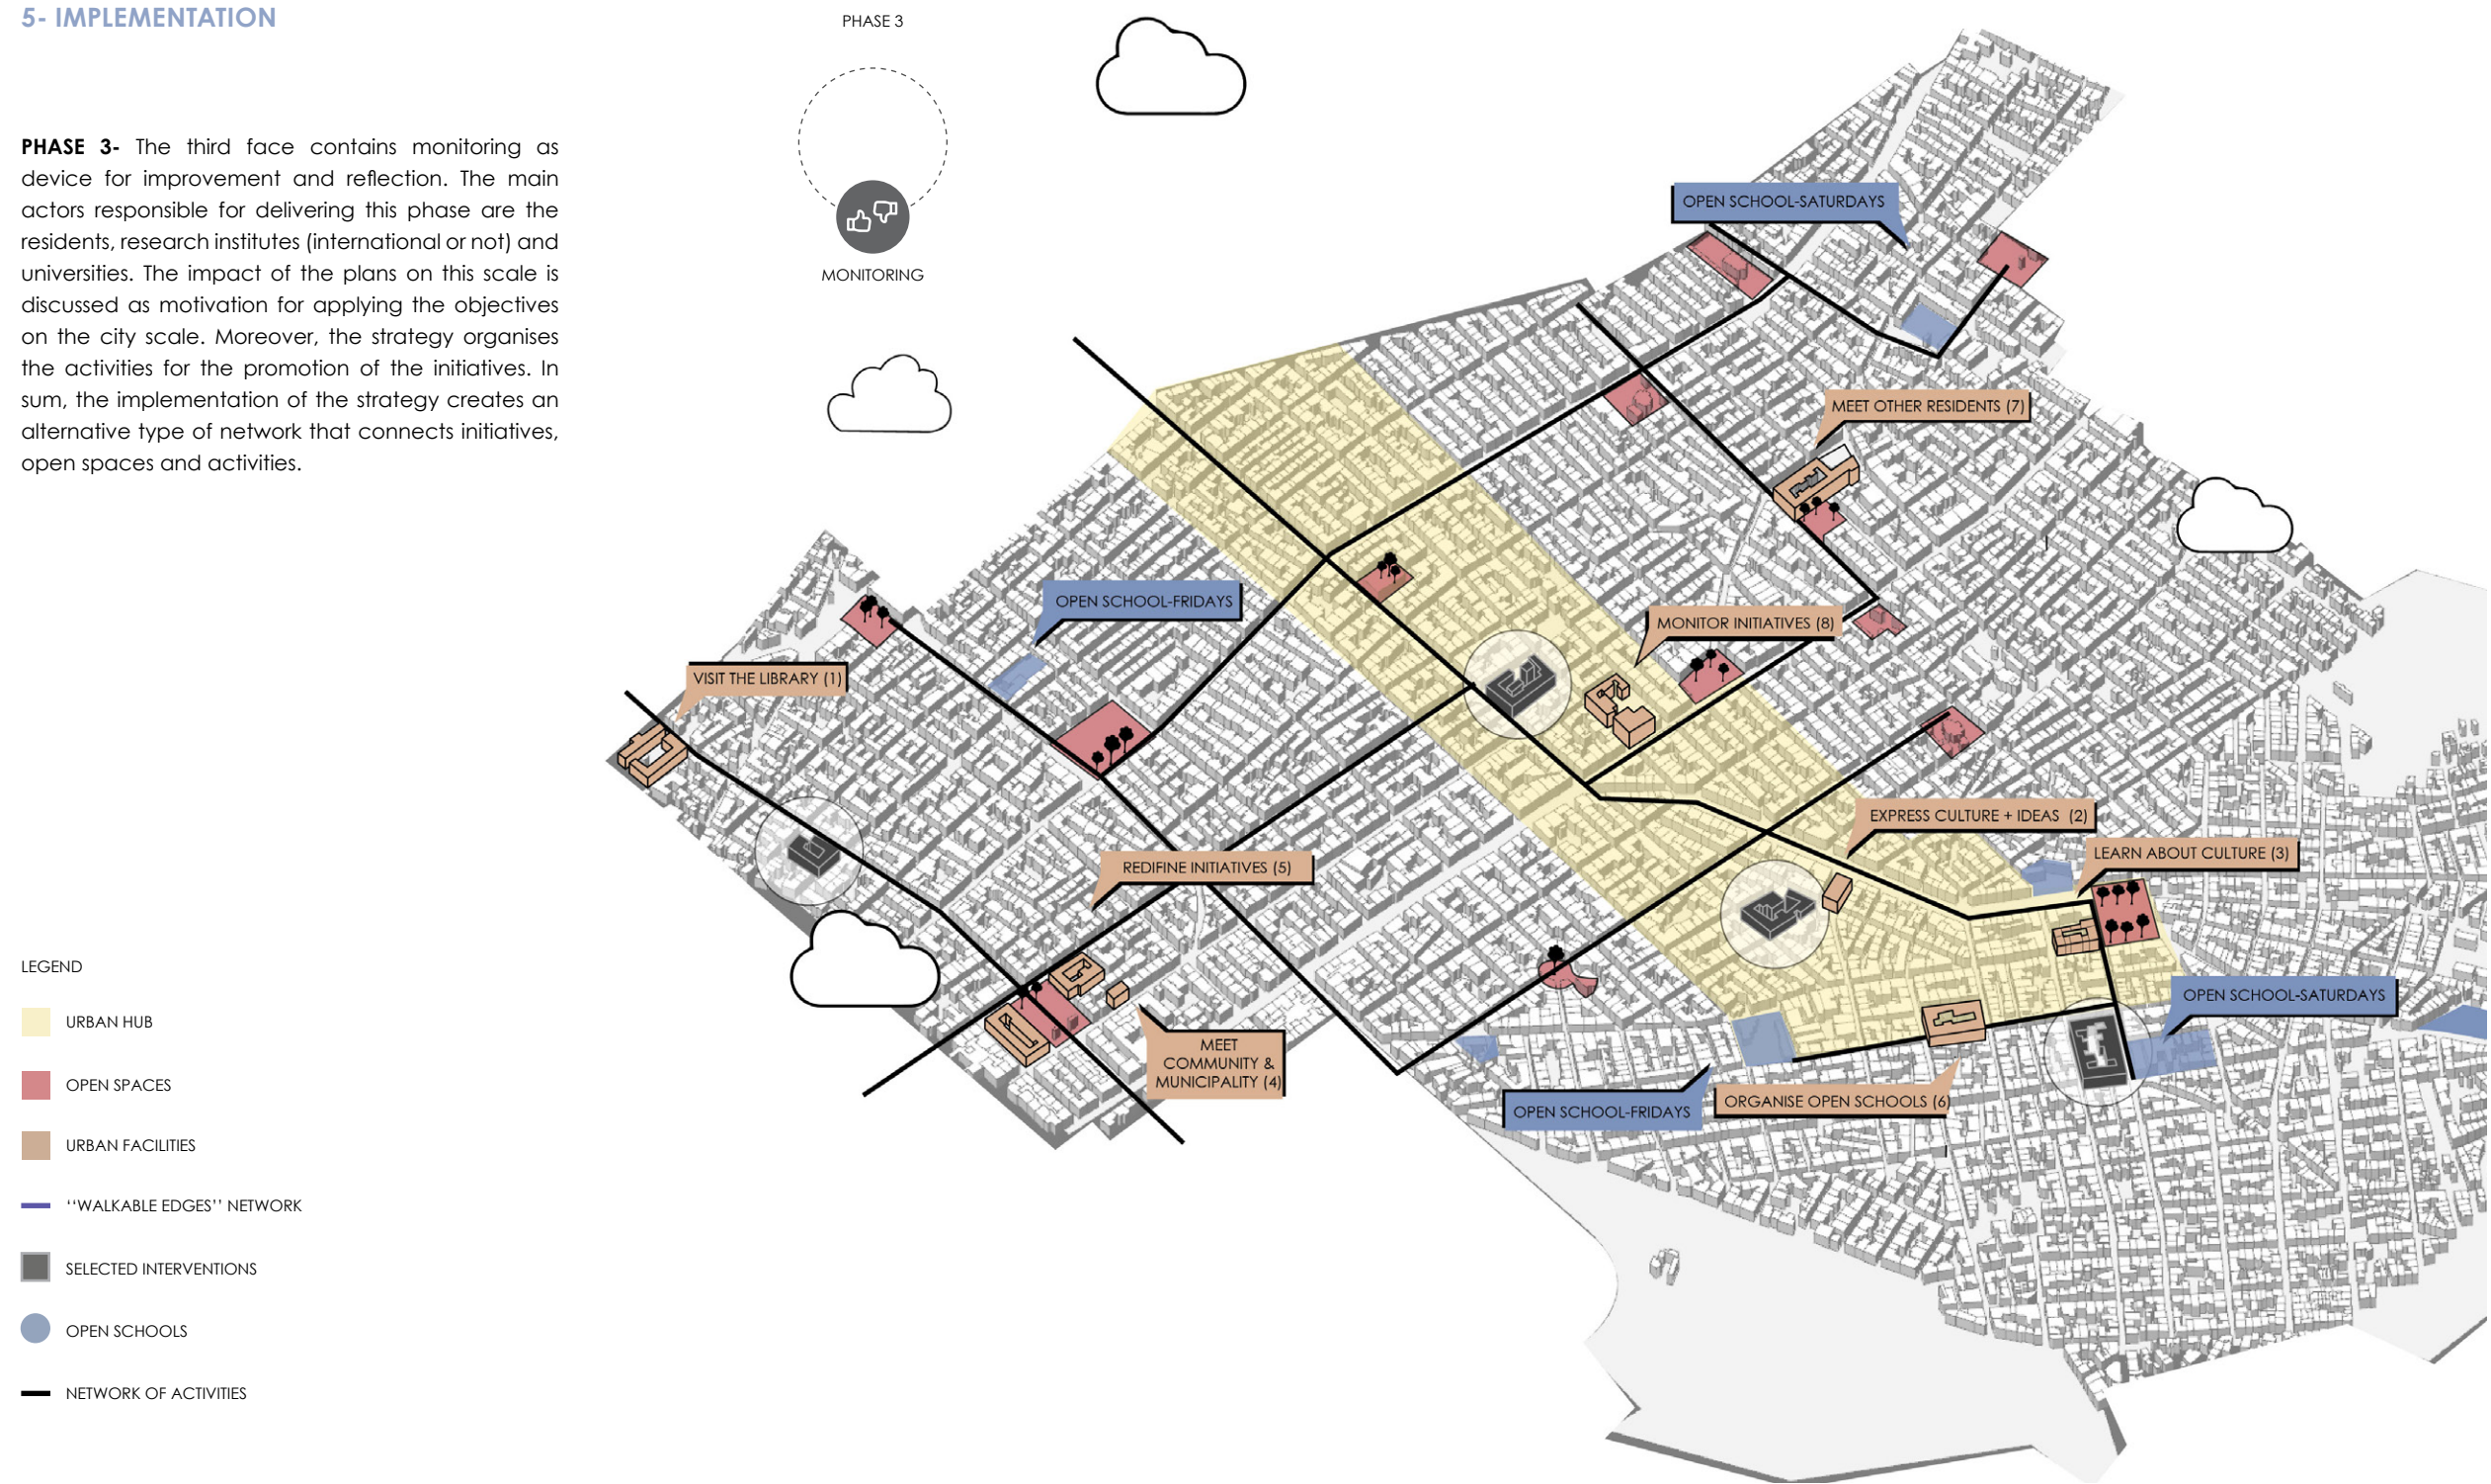 5- IMPLEMENTATION
PHASE 3
PHASE 3- The third face contains monitoring as
device for improvement and reflection. The main
actors responsible for delivering this phase are the
residents, research institutes (international or not) and
universities. The impact of the plans on this scale is
discussed as motivation for applying the objectives
on the city scale. Moreover, the strategy organises
the activities for the promotion of the initiatives. In
sum, the implementation of the strategy creates an
alternative type of network that connects initiatives,
open spaces and activities.
MONITORING
OPEN SCHOOL-SATURDAYS
MEET OTHER RESIDENTS (7)
OPEN SCHOOL-FRIDAYS
MONITOR INITIATIVES (8)
VISIT THE LIBRARY (1)
EXPRESS CULTURE + IDEAS (2)
LEARN ABOUT CULTURE (3)
REDIFINE INITIATIVES (5)
OPEN SCHOOL-SATURDAYS
MEET
COMMUNITY &
MUNICIPALITY (4)
OPEN SCHOOL-FRIDAYS
ORGANISE OPEN SCHOOLS (6)
LEGEND
URBAN HUB
OPEN SPACES
URBAN FACILITIES
‘‘WALKABLE EDGES’’ NETWORK
SELECTED INTERVENTIONS
OPEN SCHOOLS
NETWORK OF ACTIVITIES